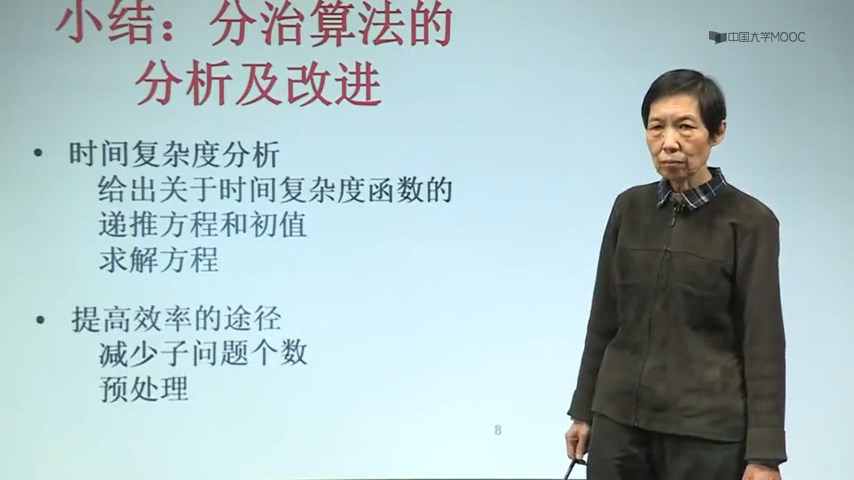 小结：分治算法的
分析及改进
中国大学MOOC
• 时间复杂度分析
给出关于时间复杂度函数的
递推方程和初值
求解方程
• 提高效率的途径
减少子问题个数
预处理
8